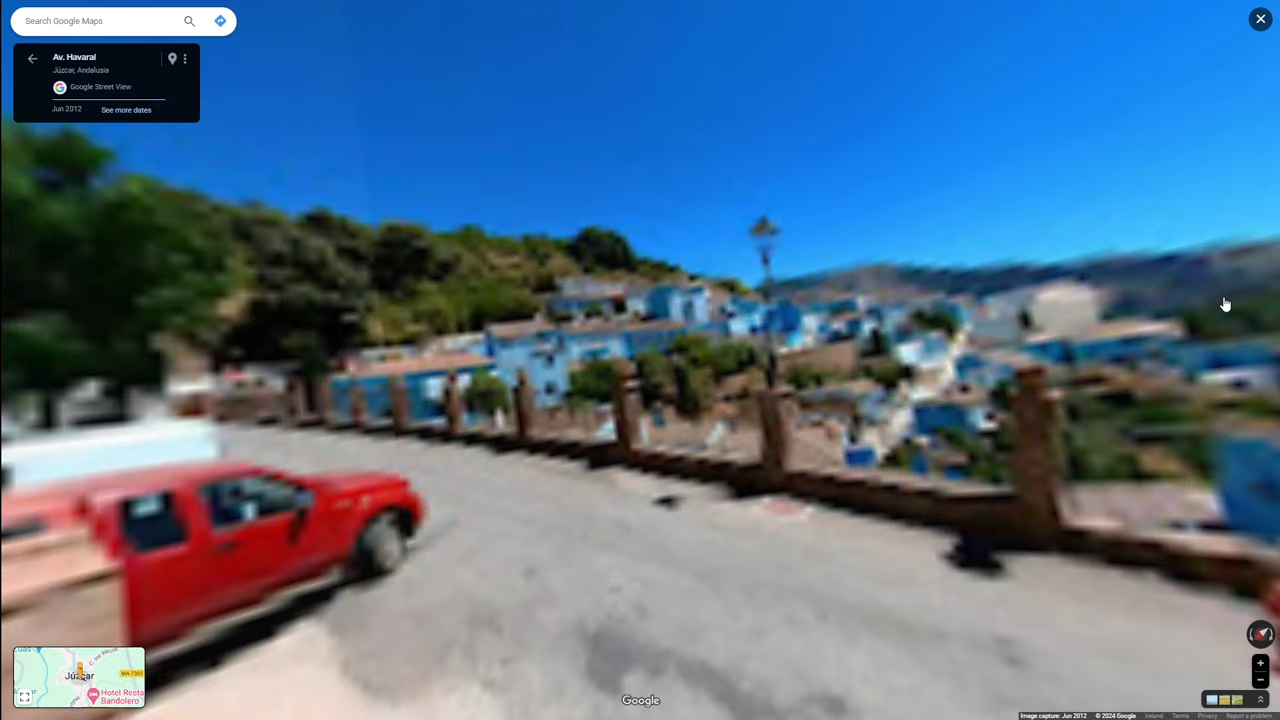 Search Google Maps
Av. Havaral
Júzcar, Andalusia
Google Street View
Jun 2012 See more dates
MA-7303
Júzcar
Hotel Resta
Bandolero
Google
Image capture: Jun 2012 © 2024 Google Ireland Terms Privacy Report a problem